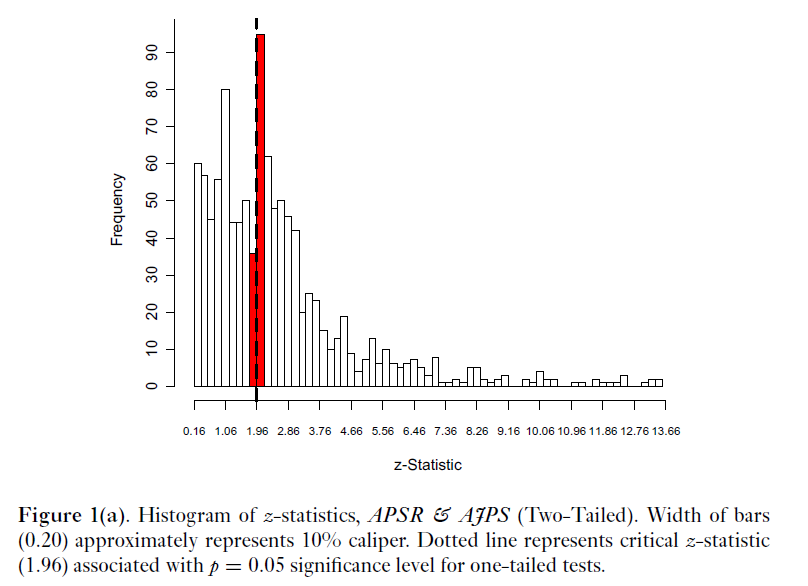 Frequency
90
80
70
60
50
40
30
20
10
0
0.16 1.06 1.96 2.86 3.76 4.66 5.56 6.46 7.36 8.26 9.16 10.06 10.96 11.86 12.76 13.66
z-Statistic
Figure 1(a). Histogram of z-statistics, APSR & AJPS (Two-Tailed). Width of bars
(0.20) approximately represents 10% caliper. Dotted line represents critical z-statistic
(1.96) associated with p = 0.05 significance level for one-tailed tests.